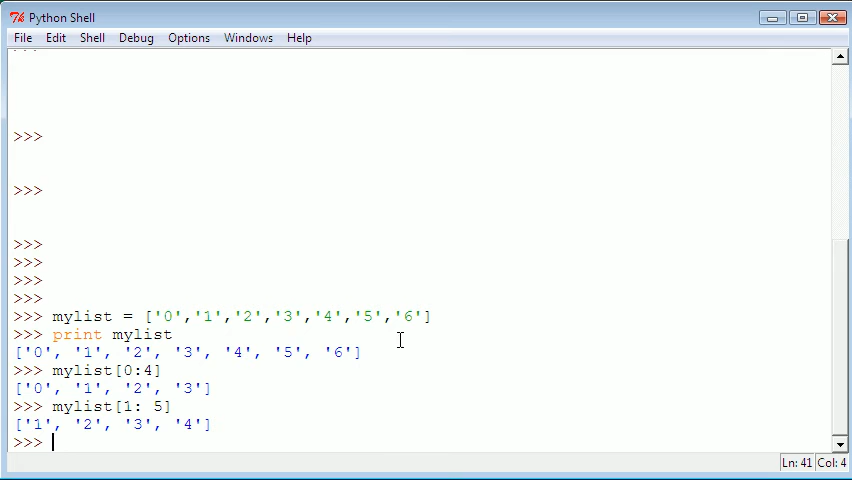 Python Shell
File Edit Shell Debug Options Windows Help
>>>
>>>
>>>
>>>
>>>
>>>
>>> mylist = ['0','1','2','3','4','5','6']
>>> print mylist
['0', '1', '2', '3', '4', '5', '6']
>>> mylist[0:4]
['0', '1', '2', '3']
>>> mylist[1: 5]
['1', '2', '3', '4']
>>>
Ln: 41 Col: 4